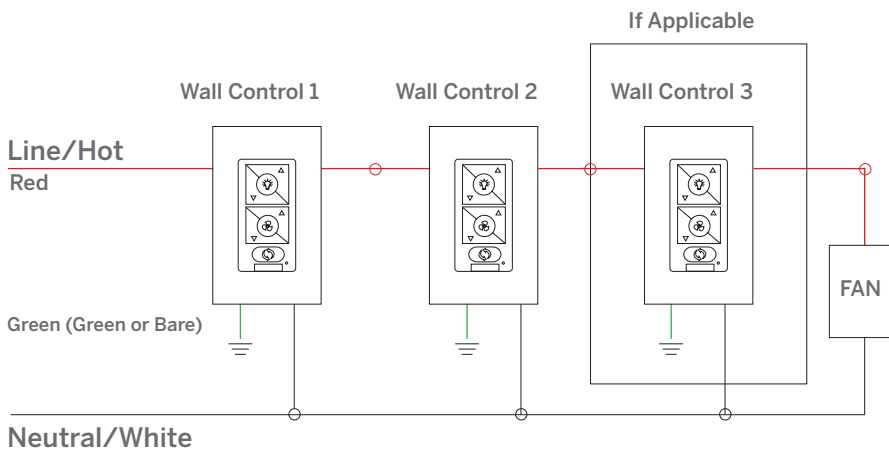 If Applicable
Wall Control 1
Wall Control 2
Wall Control 3
Line/Hot
Red
FAN
Green (Green or Bare)
Neutral/White